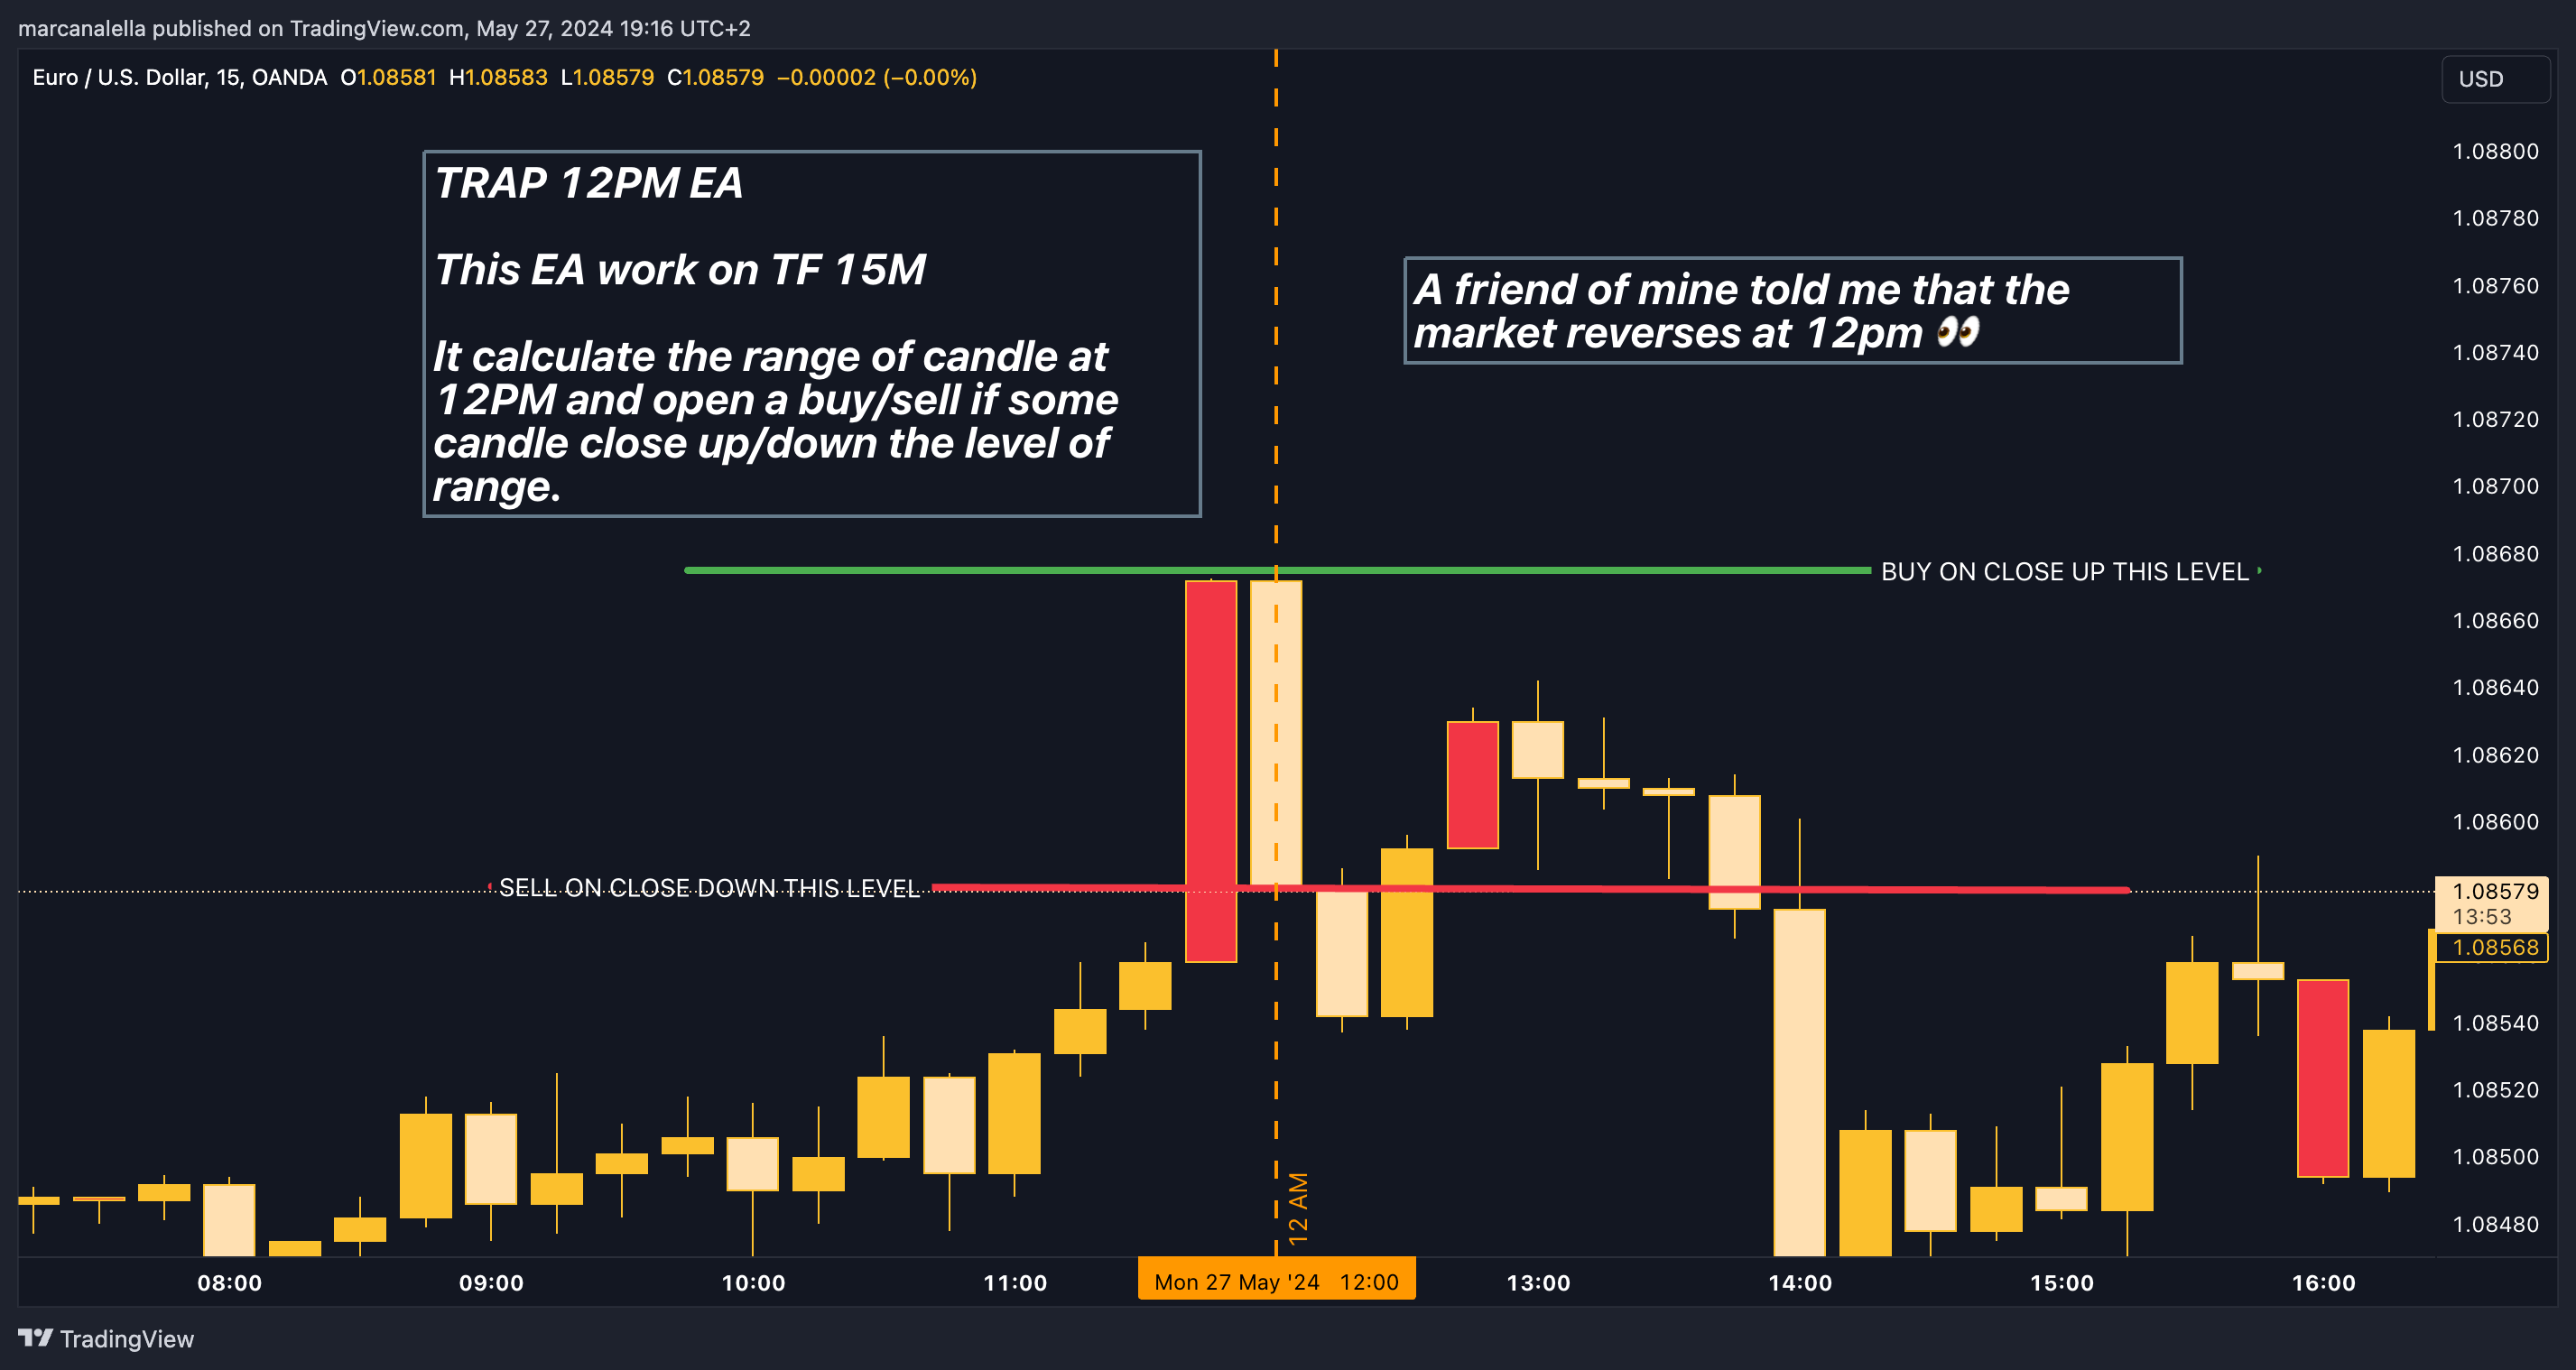 marcanalella published on TradingView.com, May 27, 2024 19:16 UTC+2
Euro / U.S. Dollar, 15, OANDA O1.08581 H1.08583 L1.08579 C1.08579 −0.00002 (−0.00%)
USD
TRAP 12PM EA
This EA work on TF 15M
It calculate the range of candle at
12PM and open a buy/sell if some
candle close up/down the level of
range.
A friend of mine told me that the
market reverses at 12pm 👀
BUY ON CLOSE UP THIS LEVEL
SELL ON CLOSE DOWN THIS LEVEL
12 AM
1.08800
1.08780
1.08760
1.08740
1.08720
1.08700
1.08680
1.08660
1.08640
1.08620
1.08600
1.08579
13:53
1.08568
1.08540
1.08520
1.08500
1.08480
08:00 09:00 10:00 11:00 Mon 27 May '24 12:00 13:00 14:00 15:00 16:00
TradingView